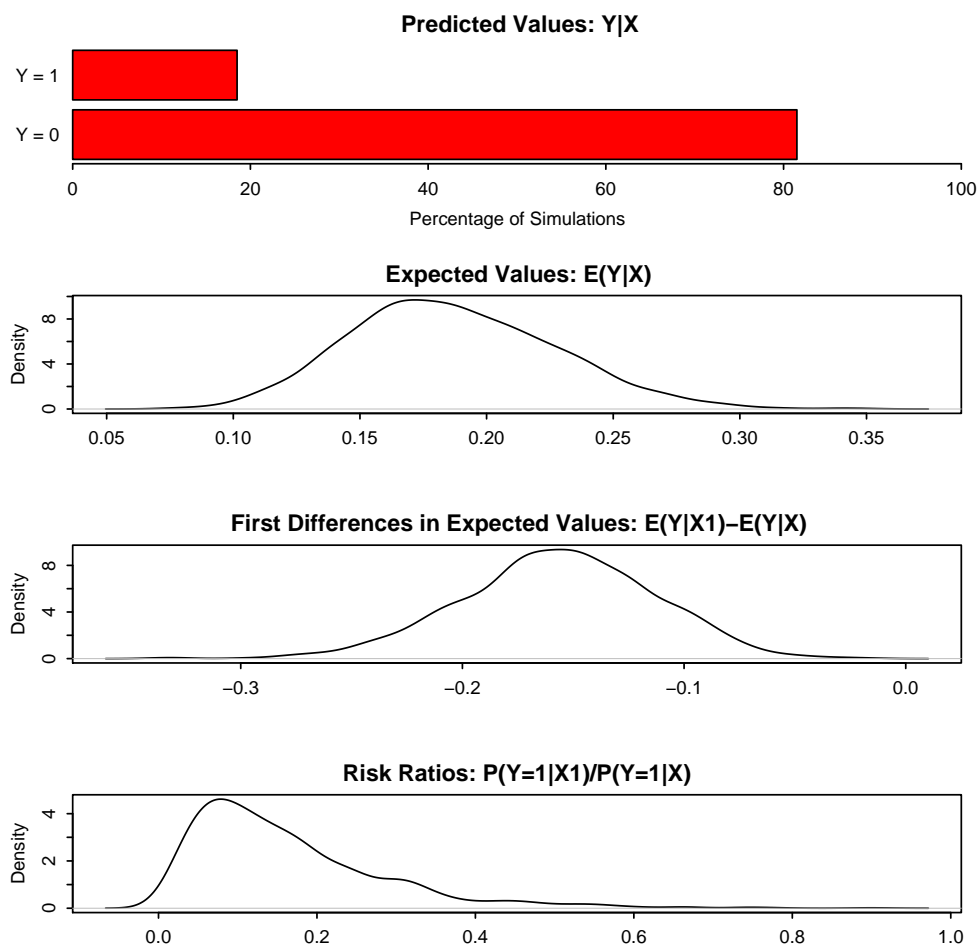 Predicted Values: Y|X
Y = 1
Y = 0
0 20 40 60 80 100
Percentage of Simulations
Expected Values: E(Y|X)
Density
8
4
0
0.05 0.10 0.15 0.20 0.25 0.30 0.35
First Differences in Expected Values: E(Y|X1)−E(Y|X)
Density
8
4
0
−0.3 −0.2 −0.1 0.0
Risk Ratios: P(Y=1|X1)/P(Y=1|X)
Density
4
2
0
0.0 0.2 0.4 0.6 0.8 1.0